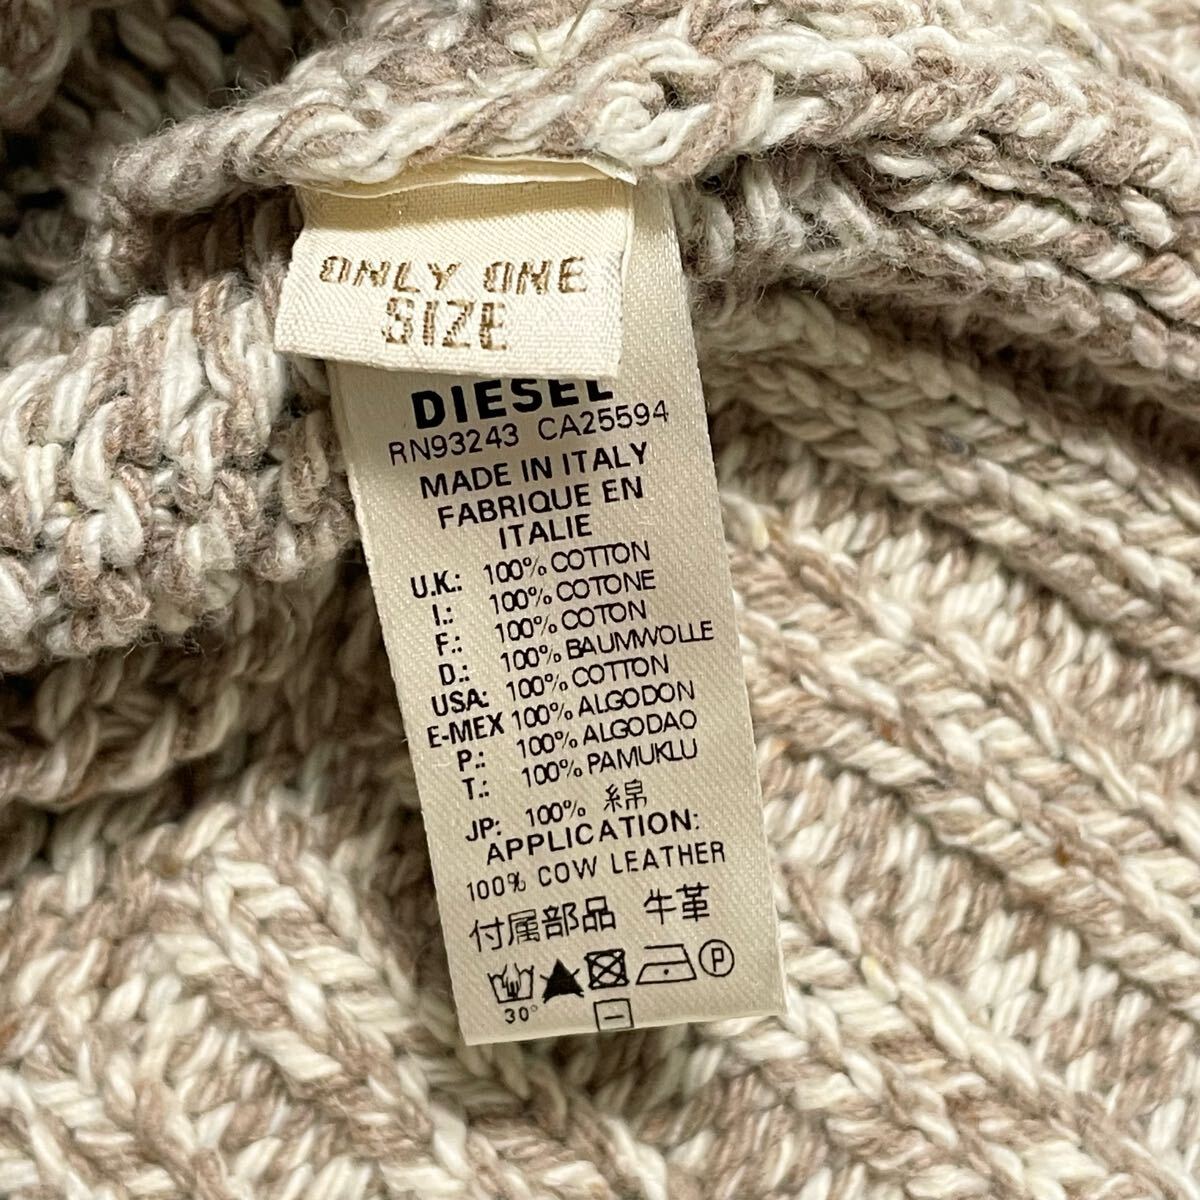 ONLY ONE
SIZE
DIESEL
RN93243 CA25594
MADE IN ITALY
FABRIQUE EN
ITALIE
U.K.: 100% COTTON
I.: 100% COTONE
F.: 100% COTON
D.: 100% BAUMWOLLE
USA: 100% COTTON
E-MEX 100% ALGODON
P.: 100% ALGODAO
T.: 100% PAMUKLU
JP: 100% 綿
APPLICATION:
100% COW LEATHER
付属部品 牛革
P
30°